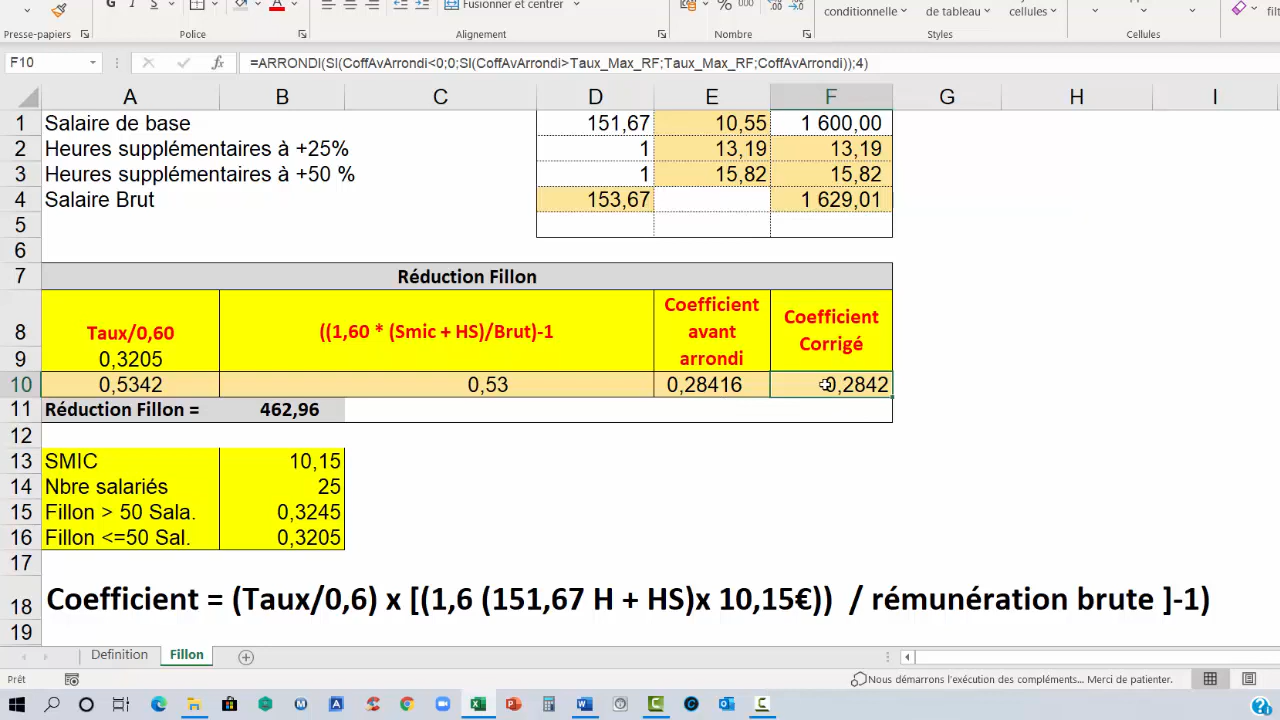 Fusionner et centrer
% 000
conditionnelle
de tableau
cellules
Presse-papiers
Police
Alignement
Nombre
Styles
Cellules
F10
fx =ARRONDI(SI(CoffAvArrondi<0;0;SI(CoffAvArrondi>Taux_Max_RF;Taux_Max_RF;CoffAvArrondi));4)
A B C D E F G H I
1 Salaire de base 151,67 10,55 1 600,00
2 Heures supplémentaires à +25% 1 13,19 13,19
3 Heures supplémentaires à +50 % 1 15,82 15,82
4 Salaire Brut 153,67 1 629,01
5
6
7 Réduction Fillon
8 Taux/0,60 ((1,60 * (Smic + HS)/Brut)-1 Coefficient avant arrondi Coefficient Corrigé
9 0,3205
10 0,5342 0,53 0,28416 0,2842
11 Réduction Fillon = 462,96
12
13 SMIC 10,15
14 Nbre salariés 25
15 Fillon > 50 Sala. 0,3245
16 Fillon <=50 Sal. 0,3205
17
18 Coefficient = (Taux/0,6) x [(1,6 (151,67 H + HS)x 10,15€)) / rémunération brute ]-1)
19
Definition Fillon
Prêt
Nous démarrons l'exécution des compléments... Merci de patienter.